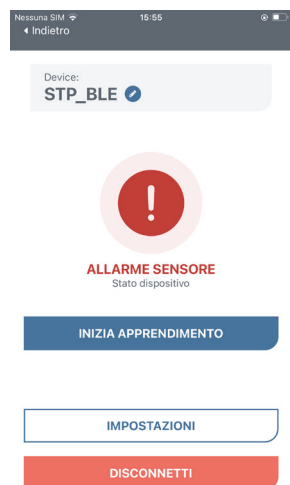 Nessuna SIM 15:55
Indietro
Device:
STP_BLE
ALLARME SENSORE
Stato dispositivo
INIZIA APPRENDIMENTO
IMPOSTAZIONI
DISCONNETTI